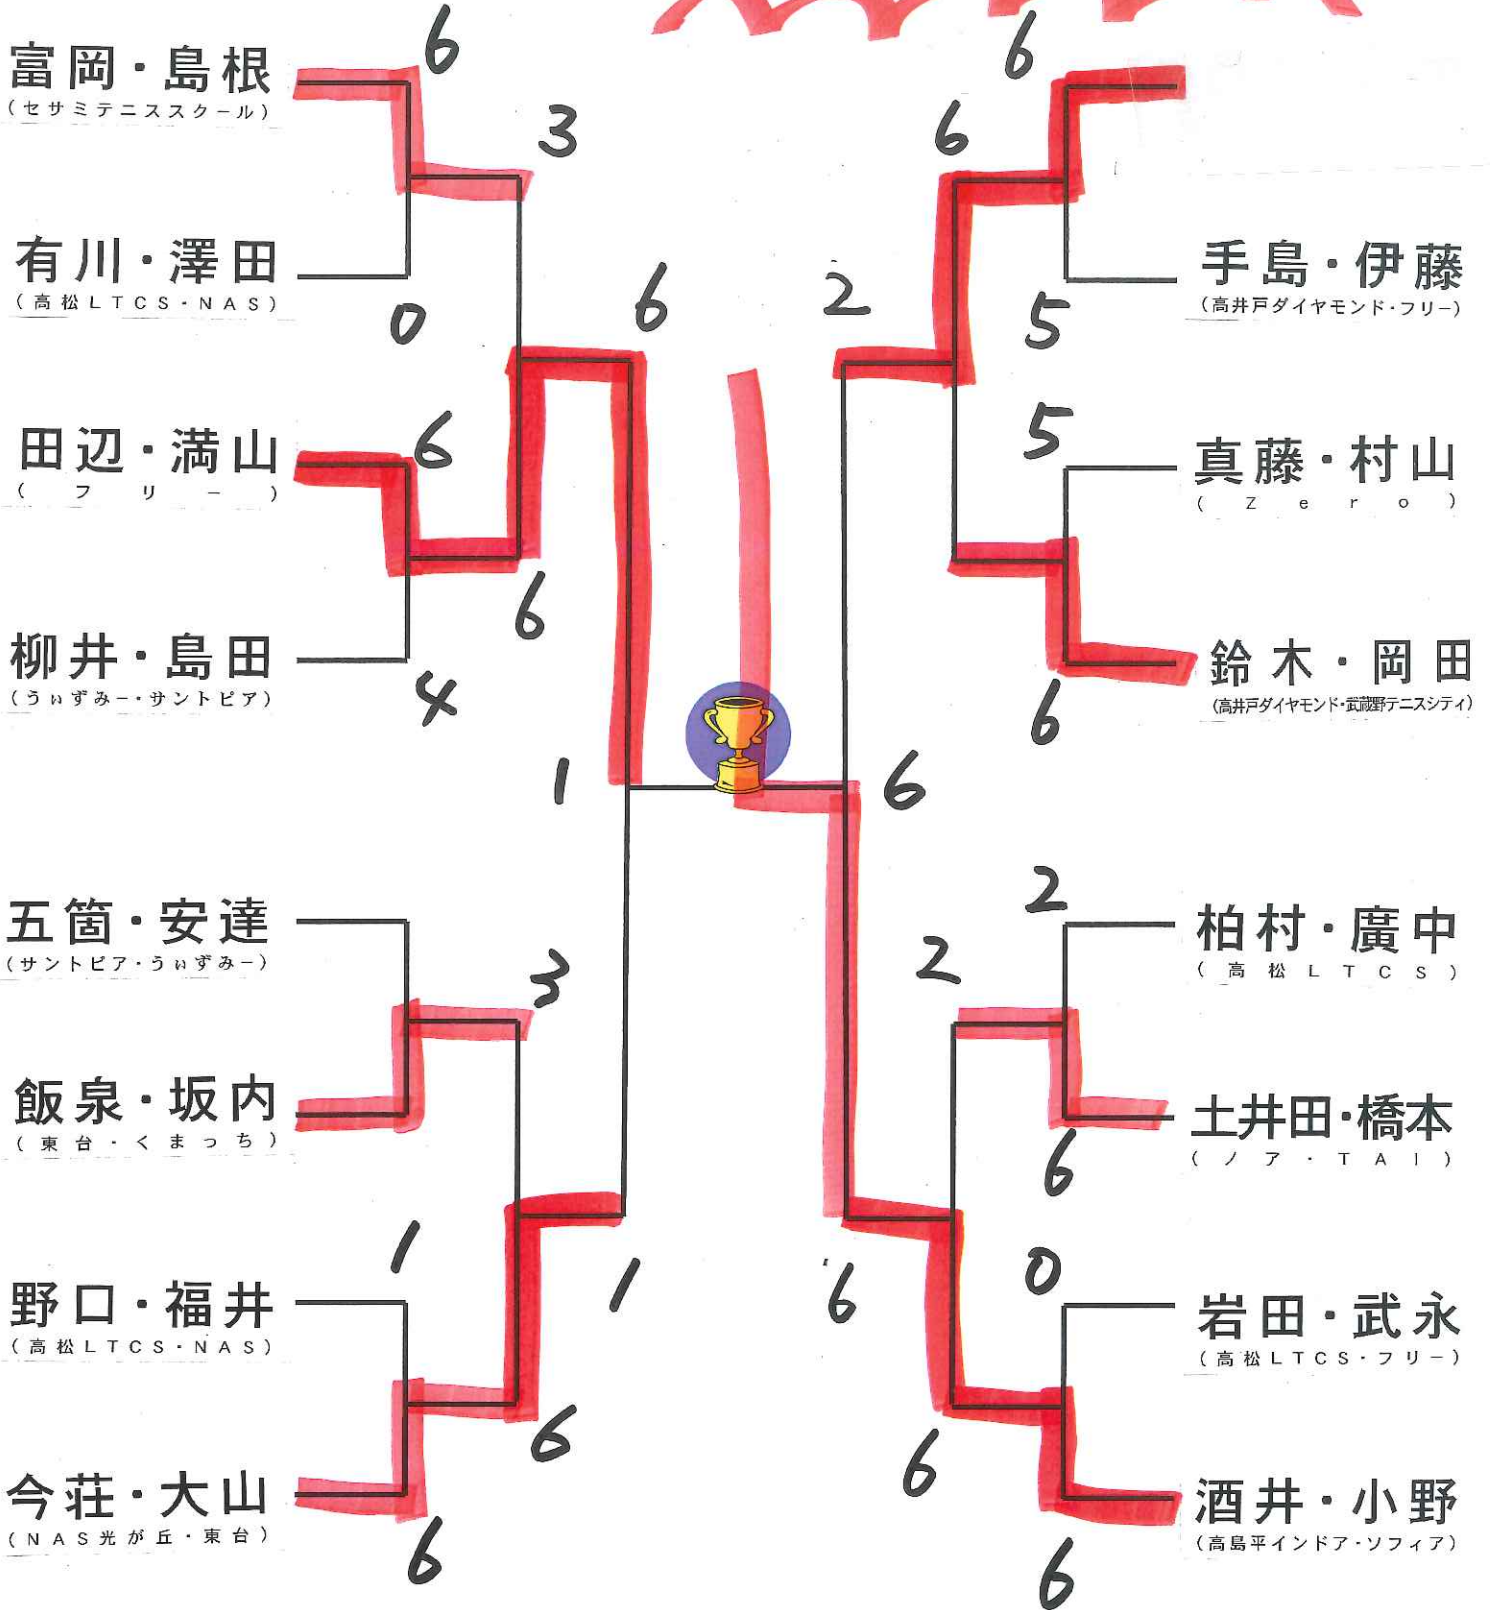 富岡・島根
(セサミテニススクール)
6
3
有川・澤田
(高松LTCS・NAS)
0
6
田辺・満山
(フリー)
6
6
柳井・島田
(うぃずみー・サントピア)
4
1
五箇・安達
(サントピア・うぃずみー)
3
飯泉・坂内
(東台・くまっち)
野口・福井
(高松LTCS・NAS)
1
1
6
今荘・大山
(NAS光が丘・東台)
6
6
6
2
手島・伊藤
(高井戸ダイヤモンド・フリー)
5
5
真藤・村山
(Zero)
鈴木・岡田
(高井戸ダイヤモンド・武蔵野テニスシティ)
6
6
2
柏村・廣中
(高松LTCS)
2
土井田・橋本
(ノア・TAI)
6
0
6
岩田・武永
(高松LTCS・フリー)
6
酒井・小野
(高島平インドア・ソフィア)
6